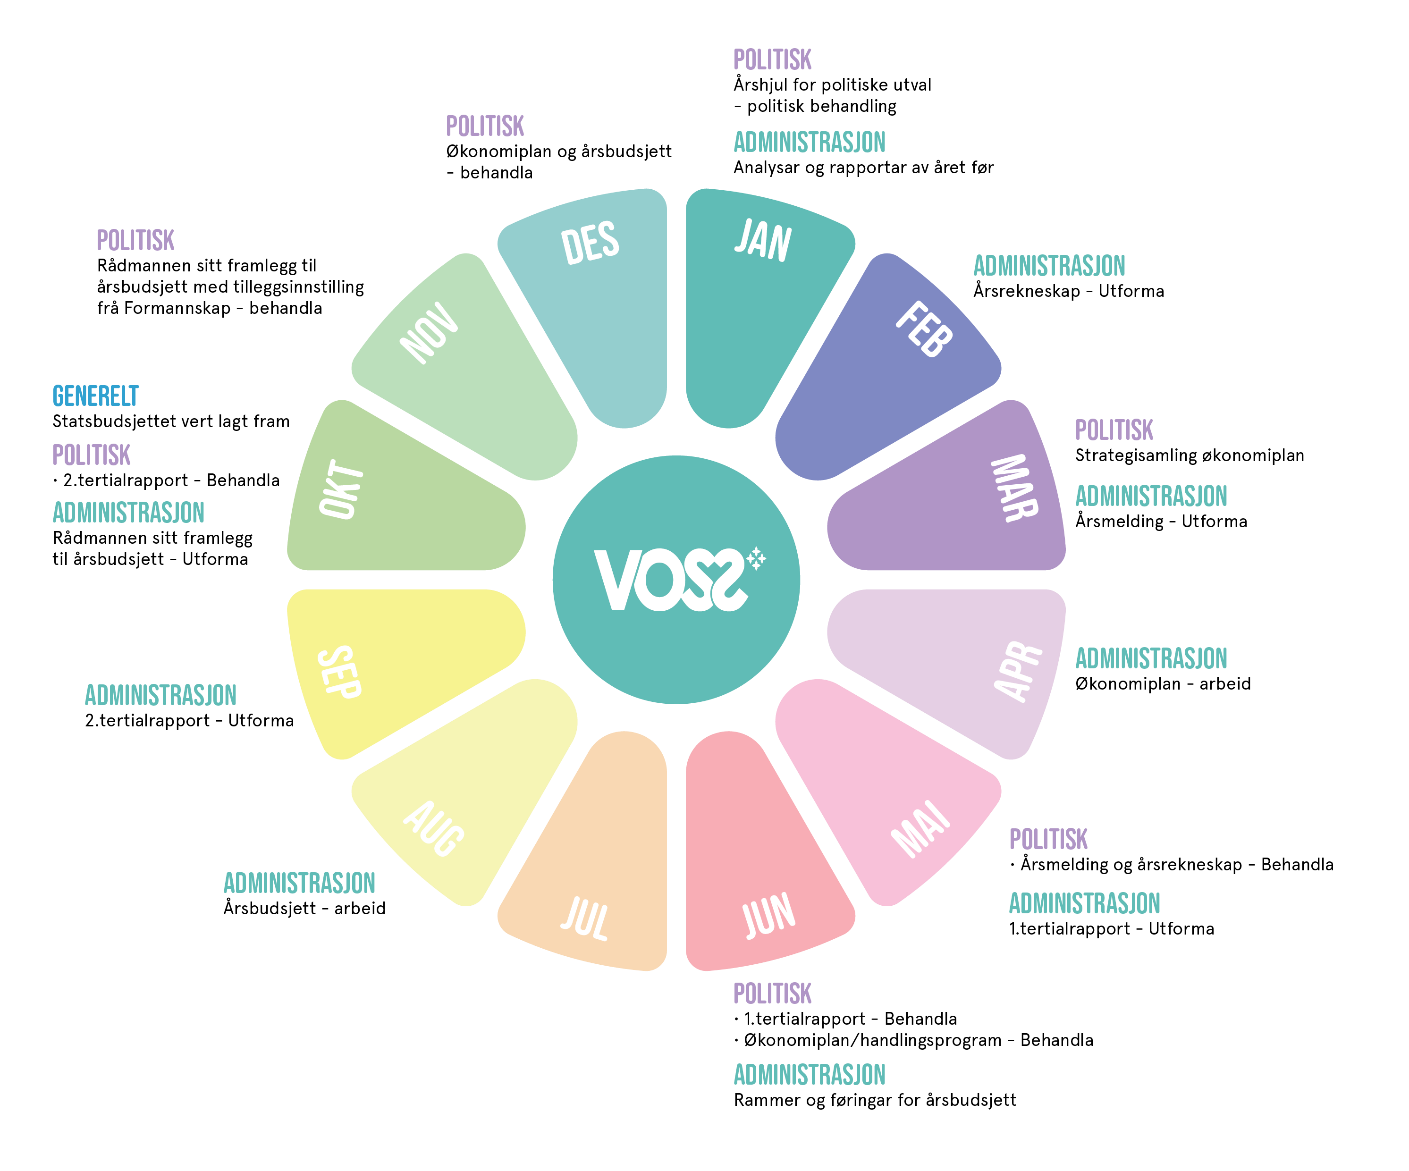 POLITISK
Årshjul for politiske utval
- politisk behandling
ADMINISTRASJON
Analysar og rapportar av året før
JAN
ADMINISTRASJON
Årsrekneskap - Utforma
FEB
POLITISK
Strategisamling økonomiplan
ADMINISTRASJON
Årsmelding - Utforma
MAR
ADMINISTRASJON
Økonomiplan - arbeid
APR
POLITISK
· Årsmelding og årsrekneskap - Behandla
ADMINISTRASJON
1.tertialrapport - Utforma
MAI
JUN
POLITISK
· 1.tertialrapport - Behandla
· Økonomiplan/handlingsprogram - Behandla
ADMINISTRASJON
Rammer og føringar for årsbudsjett
JUL
AUG
ADMINISTRASJON
Årsbudsjett - arbeid
SEP
ADMINISTRASJON
2.tertialrapport - Utforma
OKT
GENERELT
Statsbudsjettet vert lagt fram
POLITISK
· 2.tertialrapport - Behandla
ADMINISTRASJON
Rådmannen sitt framlegg
til årsbudsjett - Utforma
NOV
POLITISK
Rådmannen sitt framlegg til
årsbudsjett med tilleggsinnstilling
frå Formannskap - behandla
DES
POLITISK
Økonomiplan og årsbudsjett
- behandla
VOSS